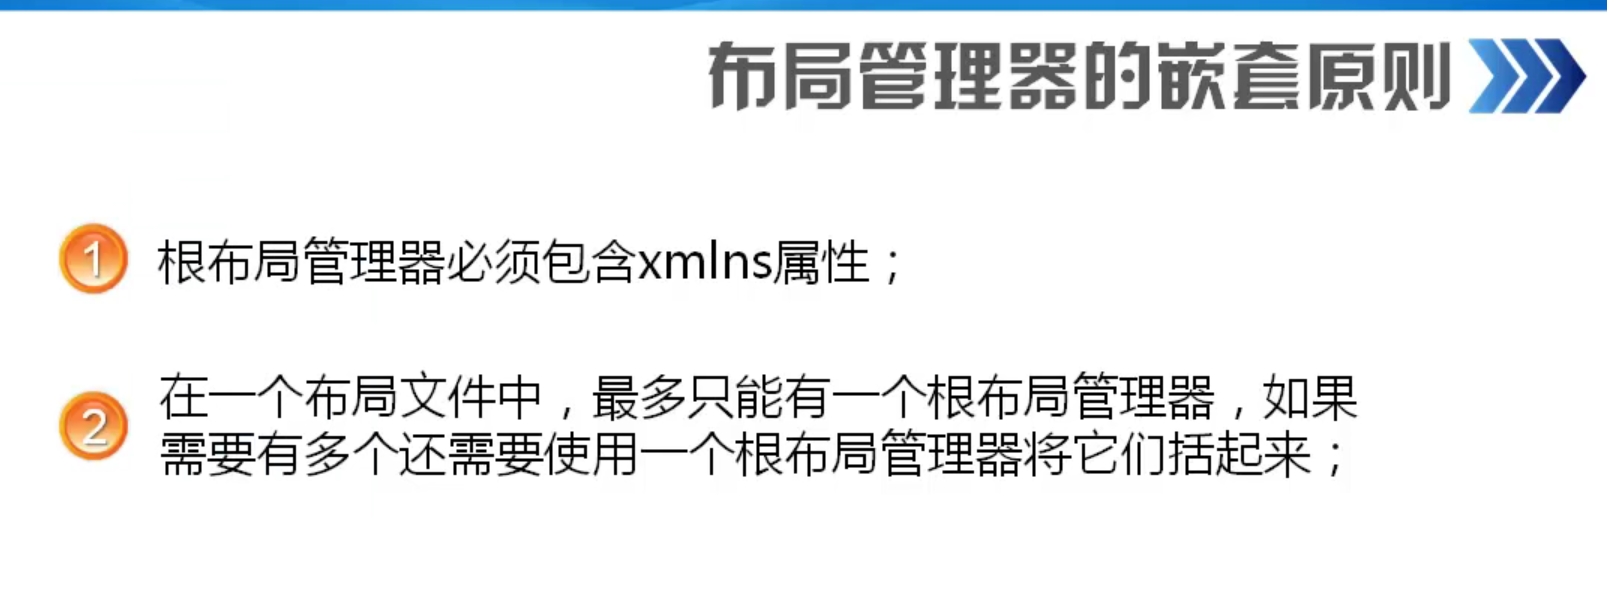 布局管理器的嵌套原则
1 根布局管理器必须包含xmlns属性；
2 在一个布局文件中，最多只能有一个根布局管理器，如果
需要有多个还需要使用一个根布局管理器将它们括起来；